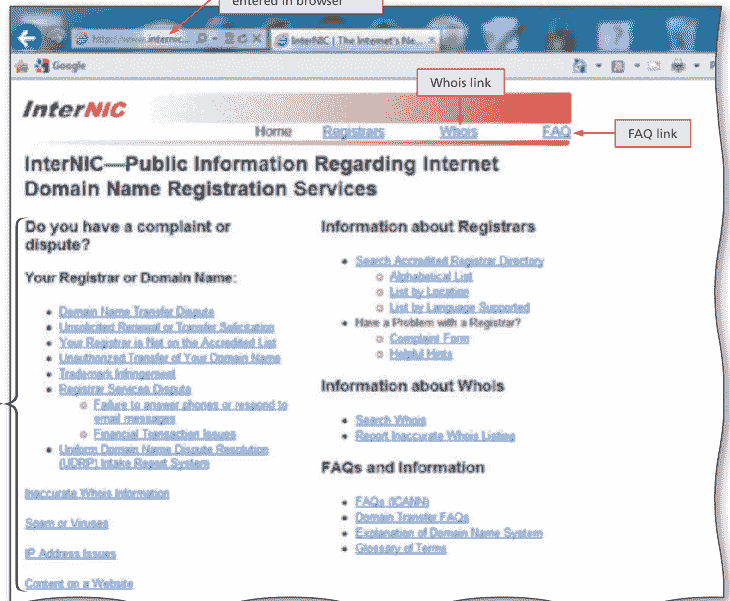 entered in browser
http://www.internic...
InterNIC | The Internet's Ne...
Google
Whois link
InterNIC
Home Registrars Whois FAQ
FAQ link
InterNIC—Public Information Regarding Internet
Domain Name Registration Services
Do you have a complaint or
dispute?
Your Registrar or Domain Name:
Domain Name Transfer Dispute
Unsolicited Renewal or Transfer Solicitation
Your Registrar is Not on the Accredited List
Unauthorized Transfer of Your Domain Name
Trademark Infringement
Registrar Services Dispute
Failure to answer phones or respond to
email messages
Financial Transaction Issues
Uniform Domain Name Dispute Resolution
(UDRP) Intake Report System
Inaccurate Whois Information
Spam or Viruses
IP Address Issues
Content on a Website
Information about Registrars
Search Accredited Registrar Directory
Alphabetical List
List by Location
List by Language Supported
Have a Problem with a Registrar?
Complaint Form
Helpful Hints
Information about Whois
Search Whois
Report Inaccurate Whois Listing
FAQs and Information
FAQs (ICANN)
Domain Transfer FAQs
Explanation of Domain Name System
Glossary of Terms